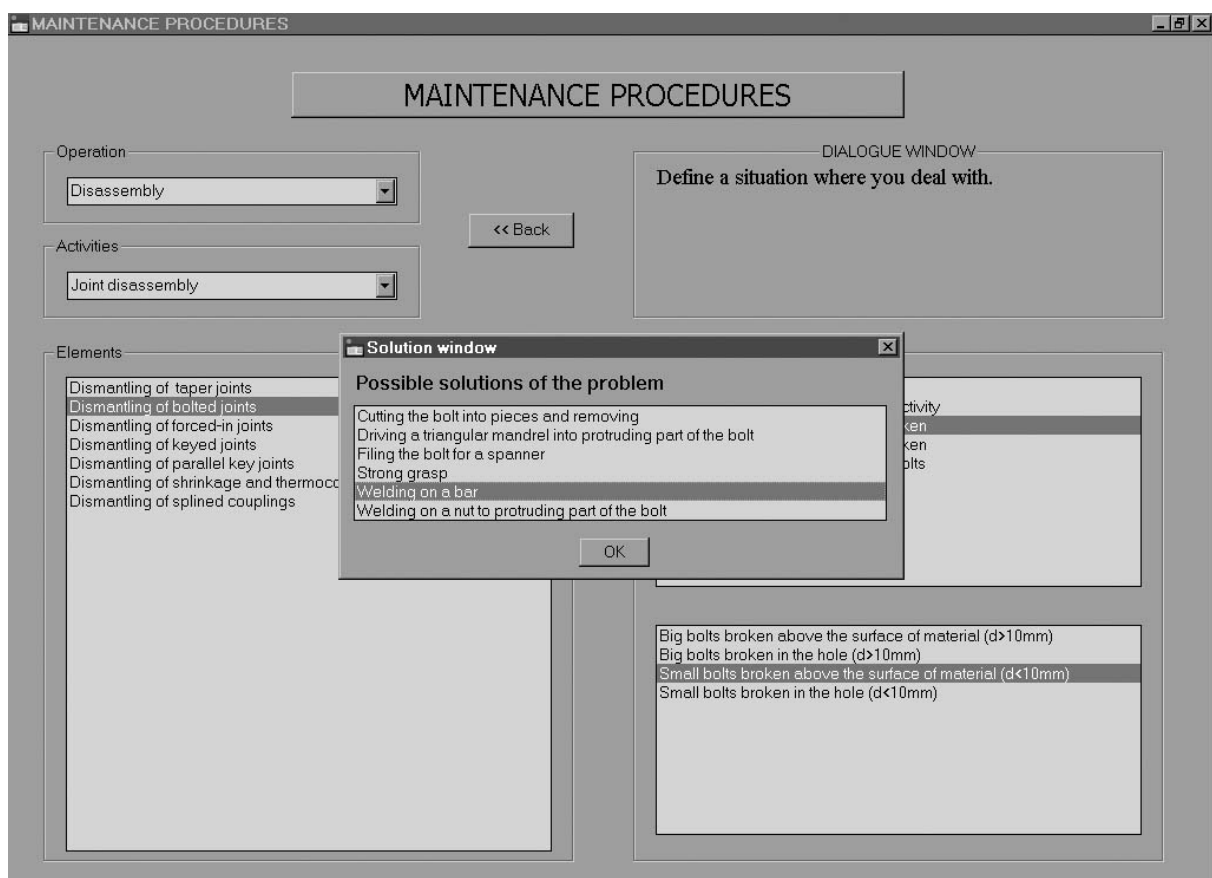 MAINTENANCE PROCEDURES
MAINTENANCE PROCEDURES
Operation
Disassembly
Activities
Joint disassembly
<< Back
DIALOGUE WINDOW
Define a situation where you deal with.
Elements
Dismantling of taper joints
Dismantling of bolted joints
Dismantling of forced-in joints
Dismantling of keyed joints
Dismantling of parallel key joints
Dismantling of shrinkage and
Dismantling of splined couplings
Solution window
Possible solutions of the problem
Cutting the bolt into pieces and removing
Driving a triangular mandrel into protruding part of the bolt
Filing the bolt for a spanner
Strong grasp
Welding on a bar
Welding on a nut to protruding part of the bolt
OK
Big bolts broken above the surface of material (d>10mm)
Big bolts broken in the hole (d>10mm)
Small bolts broken above the surface of material (d<10mm)
Small bolts broken in the hole (d<10mm)